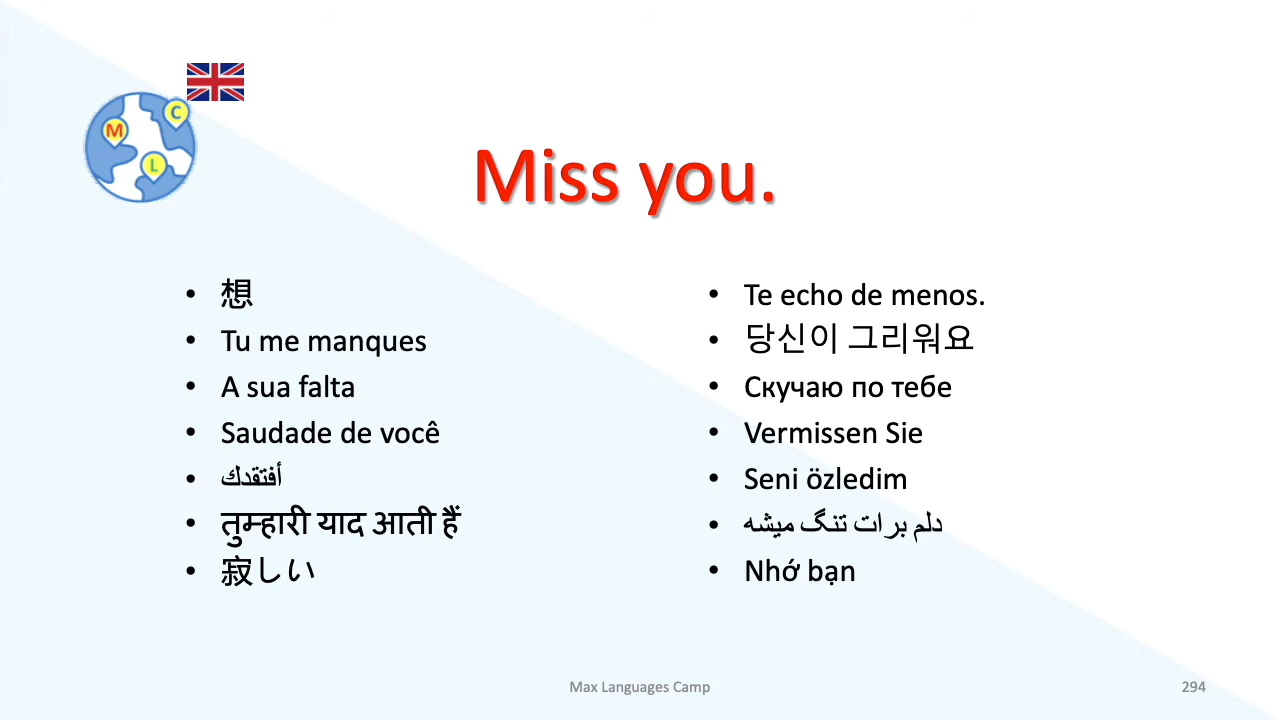 C
M
L
Miss you.
• 想
• Tu me manques
• A sua falta
• Saudade de você
• أفتقدك
• तुम्हारी याद आती हैं
• 寂しい
• Te echo de menos.
• 당신이 그리워요
• Скучаю по тебе
• Vermissen Sie
• Seni özledim
• دلم برات تنگ میشه
• Nhớ bạn
Max Languages Camp
294